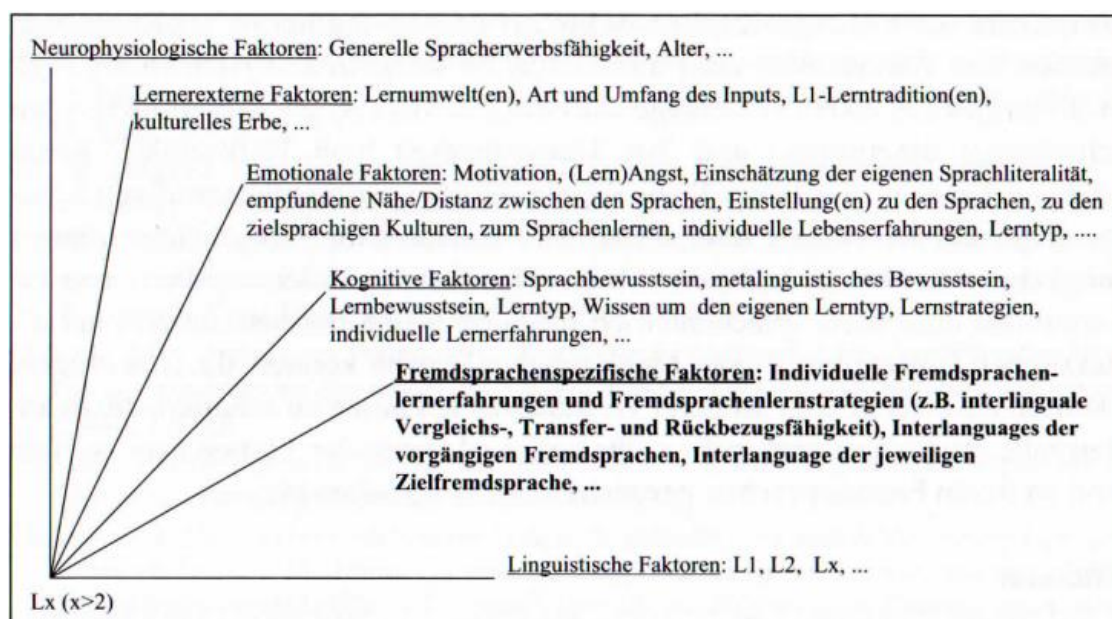 Neurophysiologische Faktoren: Generelle Spracherwerbsfähigkeit, Alter, ...
Lernerexterne Faktoren: Lernumwelt(en), Art und Umfang des Inputs, L1-Lerntradition(en),
kulturelles Erbe, ...
Emotionale Faktoren: Motivation, (Lern)Angst, Einschätzung der eigenen Sprachliteralität,
empfundene Nähe/Distanz zwischen den Sprachen, Einstellung(en) zu den Sprachen, zu den
zielsprachigen Kulturen, zum Sprachenlernen, individuelle Lebenserfahrungen, Lerntyp, ....
Kognitive Faktoren: Sprachbewusstsein, metalinguistisches Bewusstsein,
Lernbewusstsein, Lerntyp, Wissen um den eigenen Lerntyp, Lernstrategien,
individuelle Lernerfahrungen, ...
Fremdsprachenspezifische Faktoren: Individuelle Fremdsprachen-
lernerfahrungen und Fremdsprachenlernstrategien (z.B. interlinguale
Vergleichs-, Transfer- und Rückbezugsfähigkeit), Interlanguages der
vorgängigen Fremdsprachen, Interlanguage der jeweiligen
Zielfremdsprache, ...
Linguistische Faktoren: L1, L2, Lx, ...
Lx (x>2)